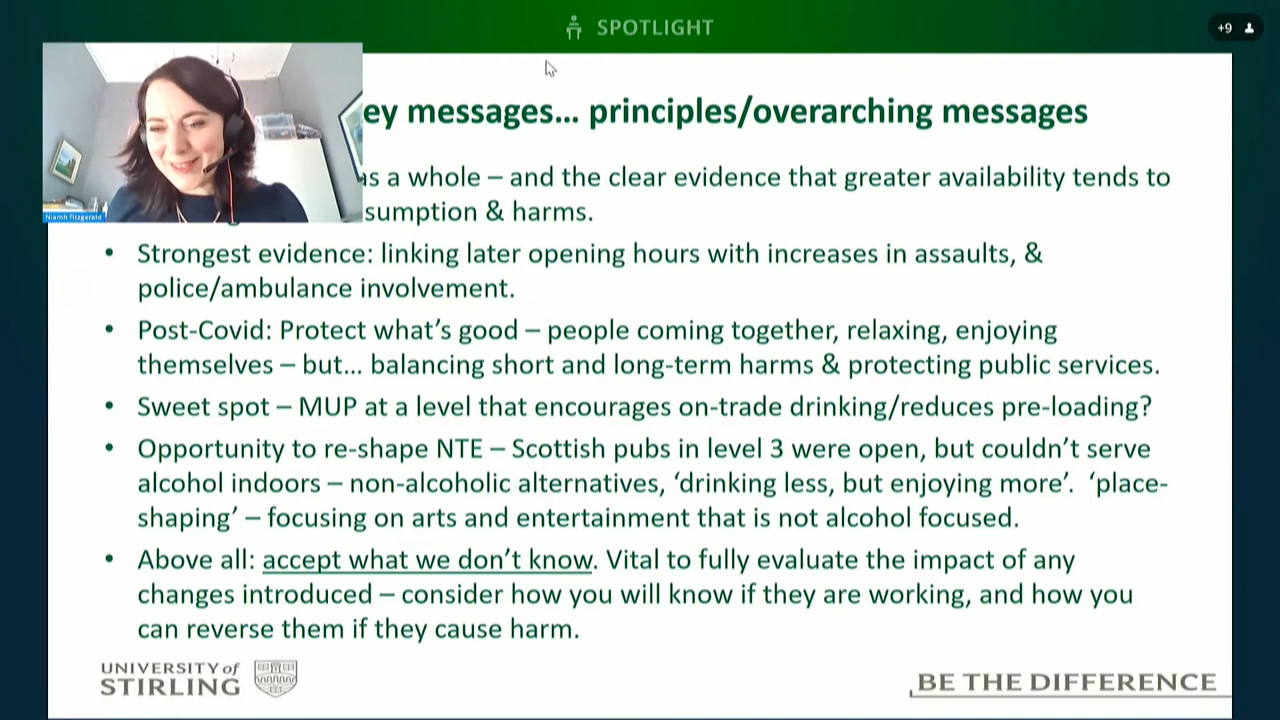 SPOTLIGHT
+9
Niamh Fitzgerald
ey messages... principles/overarching messages
as a whole – and the clear evidence that greater availability tends to
sumption & harms.
• Strongest evidence: linking later opening hours with increases in assaults, &
police/ambulance involvement.
• Post-Covid: Protect what’s good – people coming together, relaxing, enjoying
themselves – but... balancing short and long-term harms & protecting public services.
• Sweet spot – MUP at a level that encourages on-trade drinking/reduces pre-loading?
• Opportunity to re-shape NTE – Scottish pubs in level 3 were open, but couldn’t serve
alcohol indoors – non-alcoholic alternatives, ‘drinking less, but enjoying more’. ‘place-
shaping’ – focusing on arts and entertainment that is not alcohol focused.
• Above all: accept what we don’t know. Vital to fully evaluate the impact of any
changes introduced – consider how you will know if they are working, and how you
can reverse them if they cause harm.
UNIVERSITY of
STIRLING
BE THE DIFFERENCE